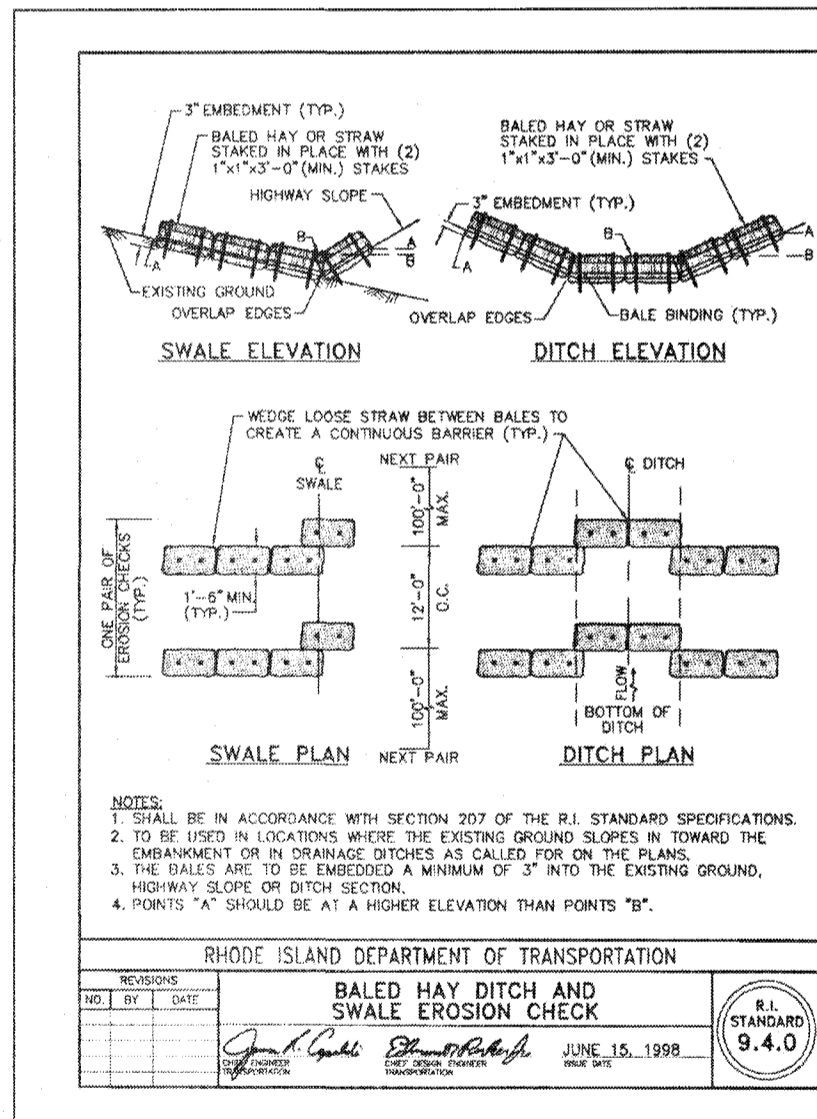 3" EMBEDMENT (TYP.)
BALED HAY OR STRAW
STAKED IN PLACE WITH (2)
1"x1"x3'-0"(MIN.) STAKES
HIGHWAY SLOPE
B
A
B
A
EXISTING GROUND
OVERLAP EDGES
SWALE ELEVATION
BALED HAY OR STRAW
STAKED IN PLACE WITH (2)
1"x1"x3'-0"(MIN.) STAKES
3" EMBEDMENT (TYP.)
B
A
B
A
OVERLAP EDGES
BALE BINDING (TYP.)
DITCH ELEVATION
WEDGE LOOSE STRAW BETWEEN BALES TO
CREATE A CONTINUOUS BARRIER (TYP.)
NEXT PAIR
℄
SWALE
℄ DITCH
100'-0"
MAX.
ONE PAIR OF
EROSION CHECKS
(TYP.)
1'-6" MIN.
(TYP.)
12'-0"
O.C.
100'-0"
MAX.
FLOW
BOTTOM OF
DITCH
SWALE PLAN
NEXT PAIR
DITCH PLAN
NOTES:
1. SHALL BE IN ACCORDANCE WITH SECTION 207 OF THE R.I. STANDARD SPECIFICATIONS.
2. TO BE USED IN LOCATIONS WHERE THE EXISTING GROUND SLOPES IN TOWARD THE
EMBANKMENT OR IN DRAINAGE DITCHES AS CALLED FOR ON THE PLANS.
3. THE BALES ARE TO BE EMBEDDED A MINIMUM OF 3" INTO THE EXISTING GROUND,
HIGHWAY SLOPE OR DITCH SECTION.
4. POINTS "A" SHOULD BE AT A HIGHER ELEVATION THAN POINTS "B".
RHODE ISLAND DEPARTMENT OF TRANSPORTATION
REVISIONS
NO. BY DATE
BALED HAY DITCH AND
SWALE EROSION CHECK
CHIEF ENGINEER
TRANSPORTATION
CHIEF DESIGN ENGINEER
TRANSPORTATION
JUNE 15, 1998
ISSUE DATE
R.I.
STANDARD
9.4.0